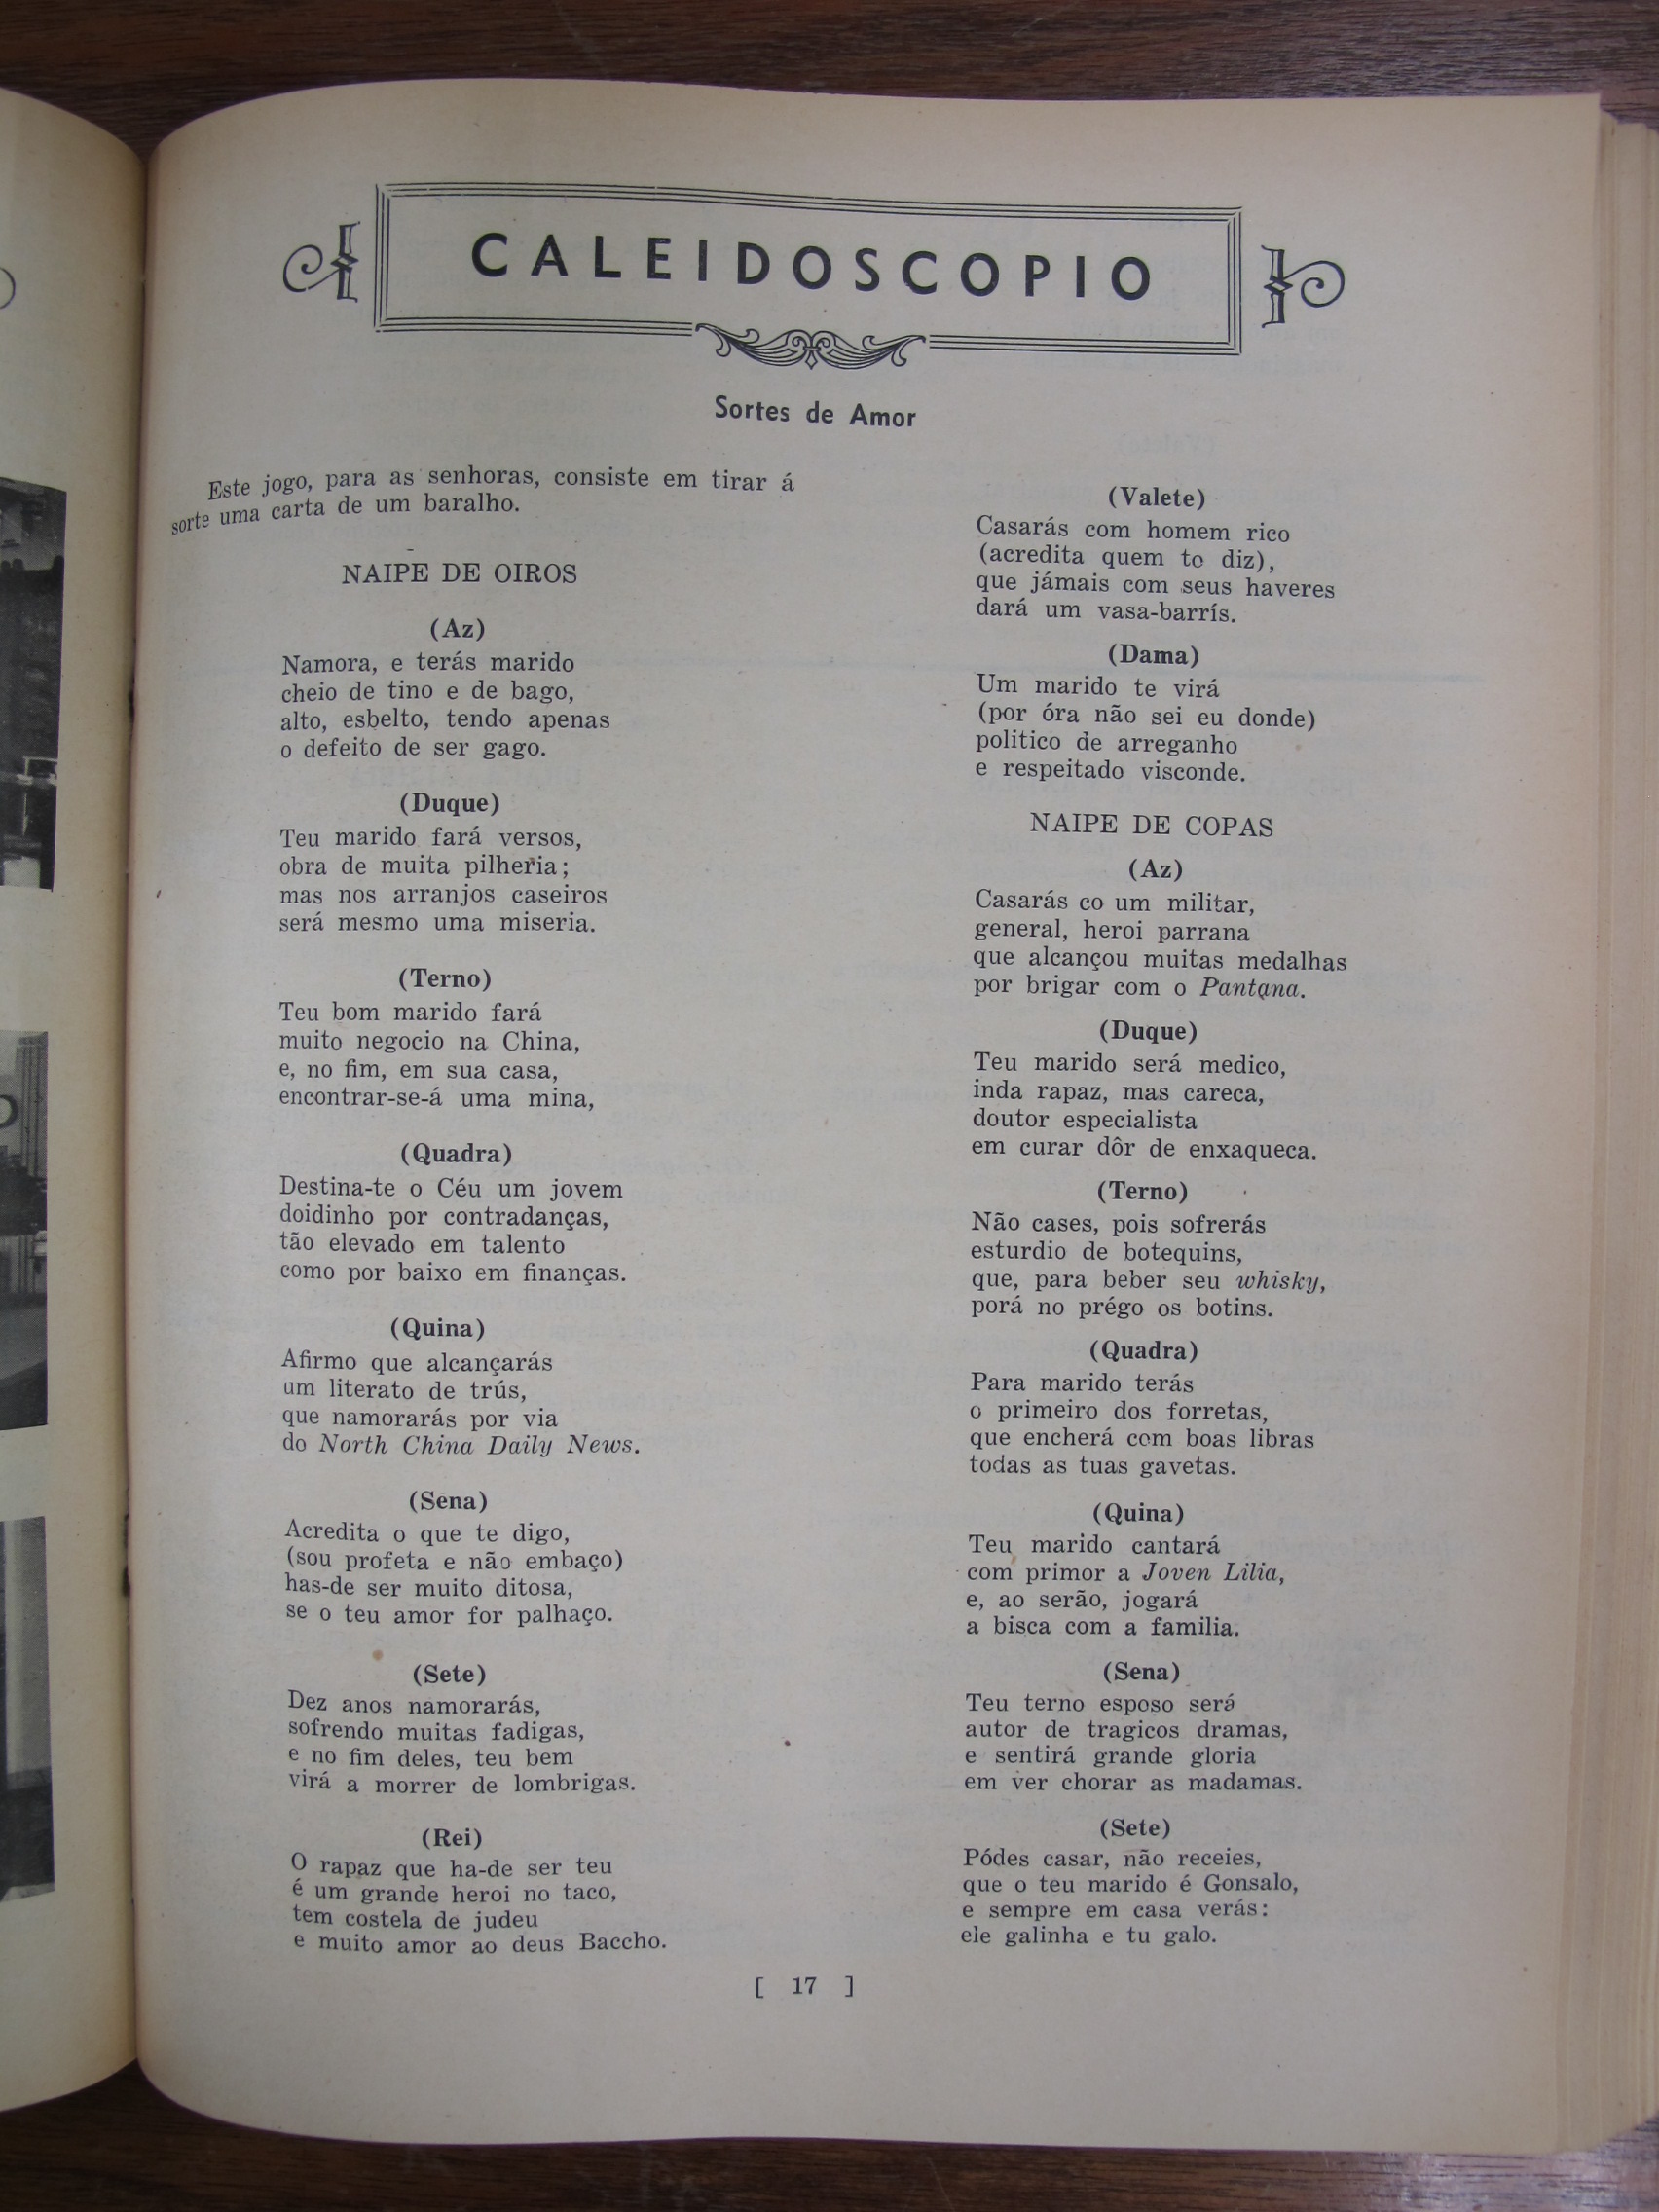 CALEIDOSCOPIO
Sortes de Amor
Este jogo, para as senhoras, consiste em tirar á
sorte uma carta de um baralho.
NAIPE DE OIROS
(Az)
Namora, e terás marido
cheio de tino e de bago,
alto, esbelto, tendo apenas
o defeito de ser gago.
(Duque)
Teu marido fará versos,
obra de muita pilheria;
mas nos arranjos caseiros
será mesmo uma miseria.
(Terno)
Teu bom marido fará
muito negocio na China,
e, no fim, em sua casa,
encontrar-se-á uma mina,
(Quadra)
Destina-te o Céu um jovem
doidinho por contradanças,
tão elevado em talento
como por baixo em finanças.
(Quina)
Afirmo que alcançarás
um literato de trús,
que namorarás por via
do North China Daily News.
(Sena)
Acredita o que te digo,
(sou profeta e não embaço)
has-de ser muito ditosa,
se o teu amor for palhaço.
(Sete)
Dez anos namorarás,
sofrendo muitas fadigas,
e no fim deles, teu bem
virá a morrer de lombrigas.
(Rei)
O rapaz que ha-de ser teu
é um grande heroi no taco,
tem costela de judeu
e muito amor ao deus Baccho.
(Valete)
Casarás com homem rico
(acredita quem to diz),
que jámais com seus haveres
dará um vasa-barrís.
(Dama)
Um marido te virá
(por óra não sei eu donde)
politico de arreganho
e respeitado visconde.
NAIPE DE COPAS
(Az)
Casarás co um militar,
general, heroi parrana
que alcançou muitas medalhas
por brigar com o Pantana.
(Duque)
Teu marido será medico,
inda rapaz, mas careca,
doutor especialista
em curar dôr de enxaqueca.
(Terno)
Não cases, pois sofrerás
esturdio de botequins,
que, para beber seu whisky,
porá no prégo os botins.
(Quadra)
Para marido terás
o primeiro dos forretas,
que encherá com boas libras
todas as tuas gavetas.
(Quina)
Teu marido cantará
com primor a Joven Lilia,
e, ao serão, jogará
a bisca com a familia.
(Sena)
Teu terno esposo será
autor de tragicos dramas,
e sentirá grande gloria
em ver chorar as madamas.
(Sete)
Pódes casar, não receies,
que o teu marido é Gonsalo,
e sempre em casa verás:
ele galinha e tu galo.
[ 17 ]